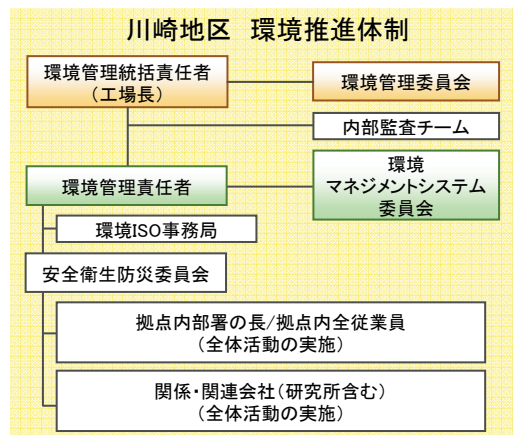 川崎地区 環境推進体制
環境管理統括責任者
（工場長）
環境管理委員会
内部監査チーム
環境管理責任者
環境
マネジメントシステム
委員会
環境ISO事務局
安全衛生防災委員会
拠点内部署の長/拠点内全従業員
（全体活動の実施）
関係・関連会社（研究所含む）
（全体活動の実施）